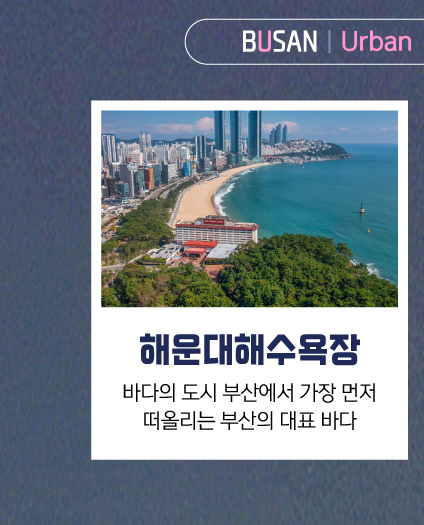 BUSAN | Urban
해운대해수욕장
바다의 도시 부산에서 가장 먼저
떠올리는 부산의 대표 바다